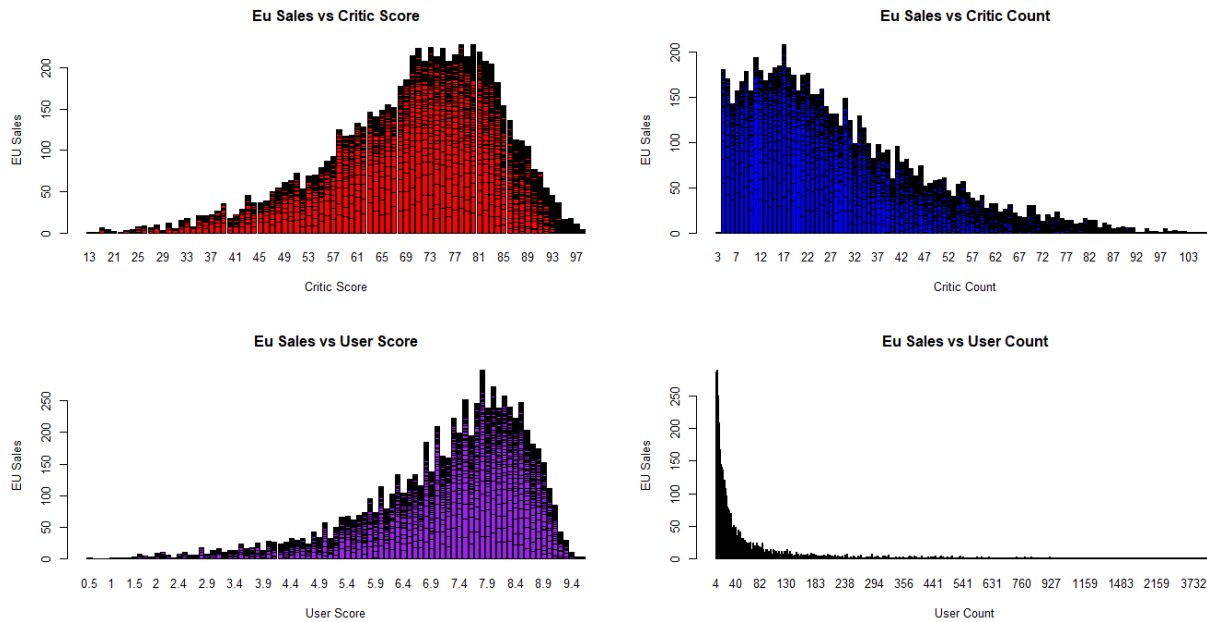 Eu Sales vs Critic Score
EU Sales
200
150
100
50
0
13 21 25 29 33 37 41 45 49 53 57 61 65 69 73 77 81 85 89 93 97
Critic Score
Eu Sales vs Critic Count
EU Sales
200
150
100
50
0
3 7 12 17 22 27 32 37 42 47 52 57 62 67 72 77 82 87 92 97 103
Critic Count
Eu Sales vs User Score
EU Sales
250
200
150
100
50
0
0.5 1 1.5 2 2.4 2.9 3.4 3.9 4.4 4.9 5.4 5.9 6.4 6.9 7.4 7.9 8.4 8.9 9.4
User Score
Eu Sales vs User Count
EU Sales
250
200
150
100
50
0
4 40 82 130 183 238 294 356 441 541 631 760 927 1159 1483 2159 3732
User Count